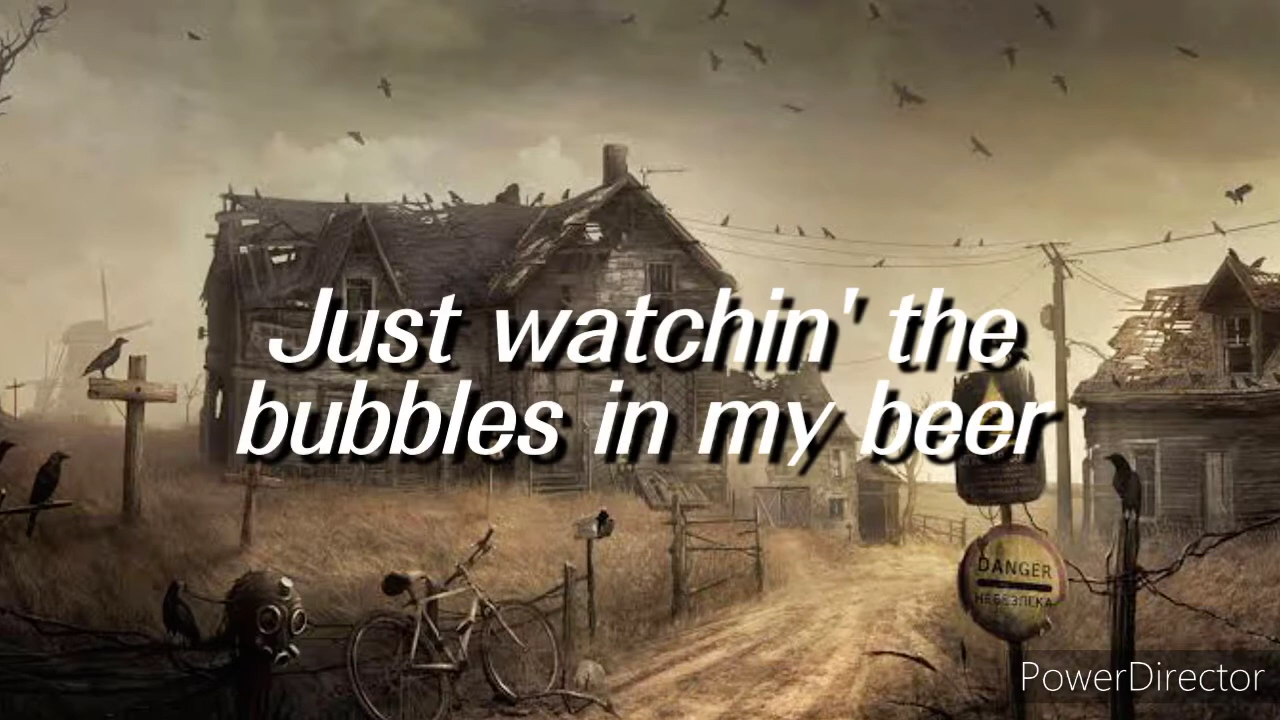 Just watchin' the
bubbles in my beer
DANGER
НЕБЕЗПЕКА
PowerDirector